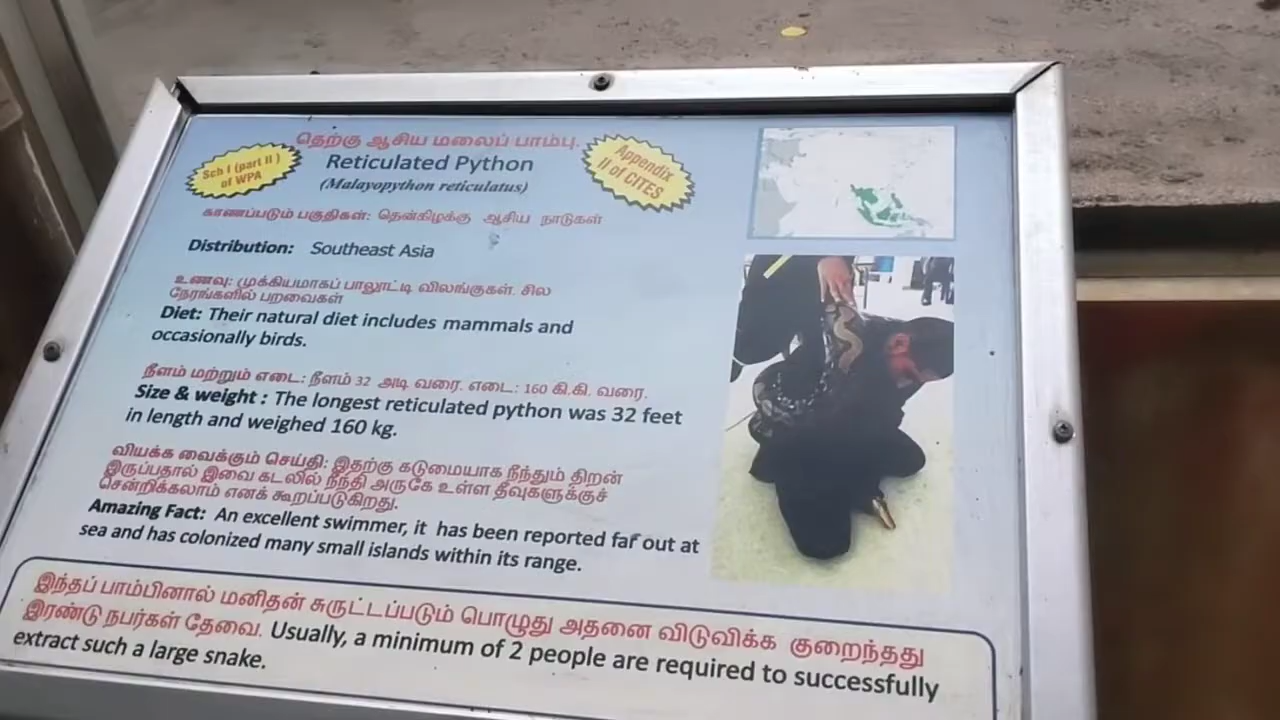 தெற்கு ஆசிய மலைப் பாம்பு.
Sch I (part II )
of WPA
Reticulated Python
(Malayopython reticulatus)
Appendix
II of CITES
காணப்படும் பகுதிகள்: தென்கிழக்கு ஆசிய நாடுகள்
Distribution: Southeast Asia
உணவு: முக்கியமாகப் பாலூட்டி விலங்குகள். சில
நேரங்களில் பறவைகள்
Diet: Their natural diet includes mammals and
occasionally birds.
நீளம் மற்றும் எடை: நீளம் 32 அடி வரை. எடை: 160 கி.கி. வரை.
Size & weight : The longest reticulated python was 32 feet
in length and weighed 160 kg.
வியக்க வைக்கும் செய்தி: இதற்கு கடுமையாக நீந்தும் திறன்
இருப்பதால் இவை கடலில் நீந்தி அருகே உள்ள தீவுகளுக்குச்
சென்றிக்கலாம் எனக் கூறப்படுகிறது.
Amazing Fact: An excellent swimmer, it has been reported far out at
sea and has colonized many small islands within its range.
இந்தப் பாம்பினால் மனிதன் சுருட்டப்படும் பொழுது அதனை விடுவிக்க குறைந்தது
இரண்டு நபர்கள் தேவை. Usually, a minimum of 2 people are required to successfully
extract such a large snake.